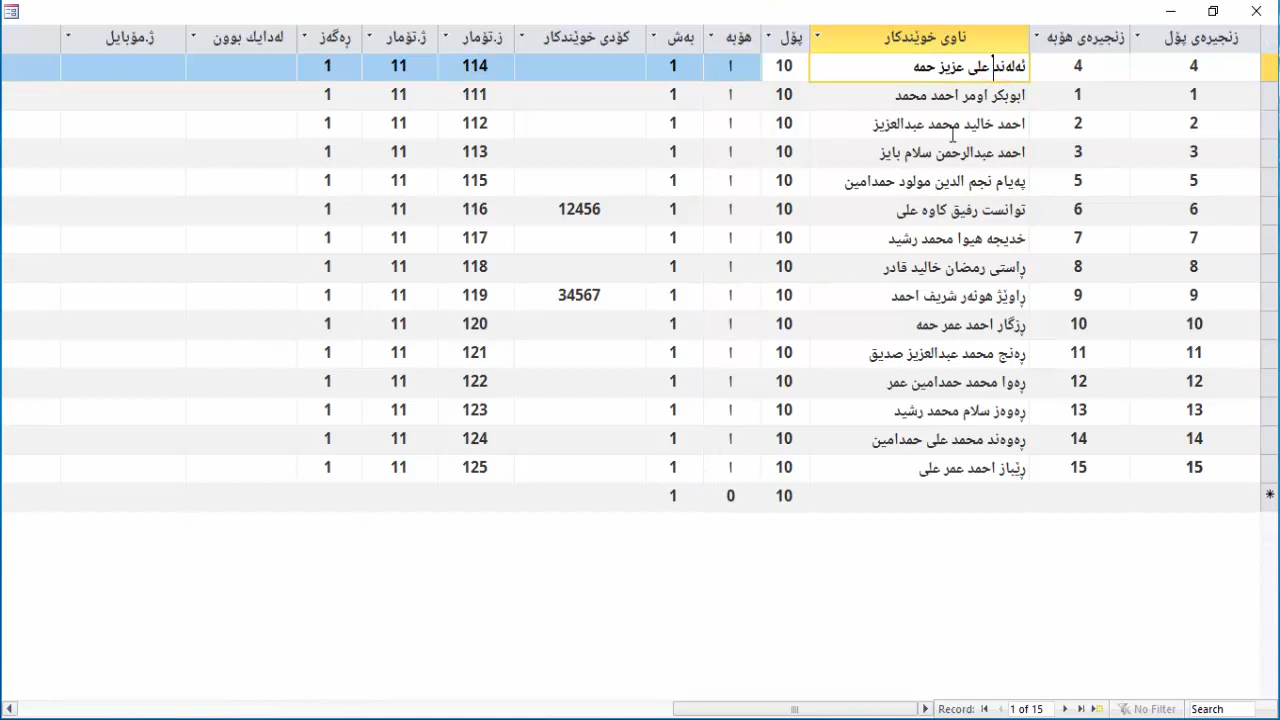 زنجیرەی پۆل زنجیرەی هۆبە ناوی خوێندکار پۆل هۆبە بەش کۆدی خوێندکار ز.تۆمار ژ.تۆمار ڕەگەز لەدایك بوون ژ.مۆبایل
4 4 ئەلەند علی عزیز حمە 10 ا 1 114 11 1
1 1 ابوبکر اومر احمد محمد 10 ا 1 111 11 1
2 2 احمد خالید محمد عبدالعزیز 10 ا 1 112 11 1
3 3 احمد عبدالرحمن سلام بایز 10 ا 1 113 11 1
5 5 پەیام نجم الدین مولود حمدامین 10 ا 1 115 11 1
6 6 توانست رفیق کاوە علی 10 ا 1 12456 116 11 1
7 7 خدیجە هیوا محمد رشید 10 ا 1 117 11 1
8 8 ڕاستی رمضان خالید قادر 10 ا 1 118 11 1
9 9 ڕاوێژ هونەر شریف احمد 10 ا 1 34567 119 11 1
10 10 ڕزگار احمد عمر حمە 10 ا 1 120 11 1
11 11 ڕەنج محمد عبدالعزیز صدیق 10 ا 1 121 11 1
12 12 ڕەوا محمد حمدامین عمر 10 ا 1 122 11 1
13 13 ڕەوەز سلام محمد رشید 10 ا 1 123 11 1
14 14 ڕەوەند محمد علی حمدامین 10 ا 1 124 11 1
15 15 ڕێباز احمد عمر علی 10 ا 1 125 11 1
10 0 1
Record: 1 of 15 No Filter Search